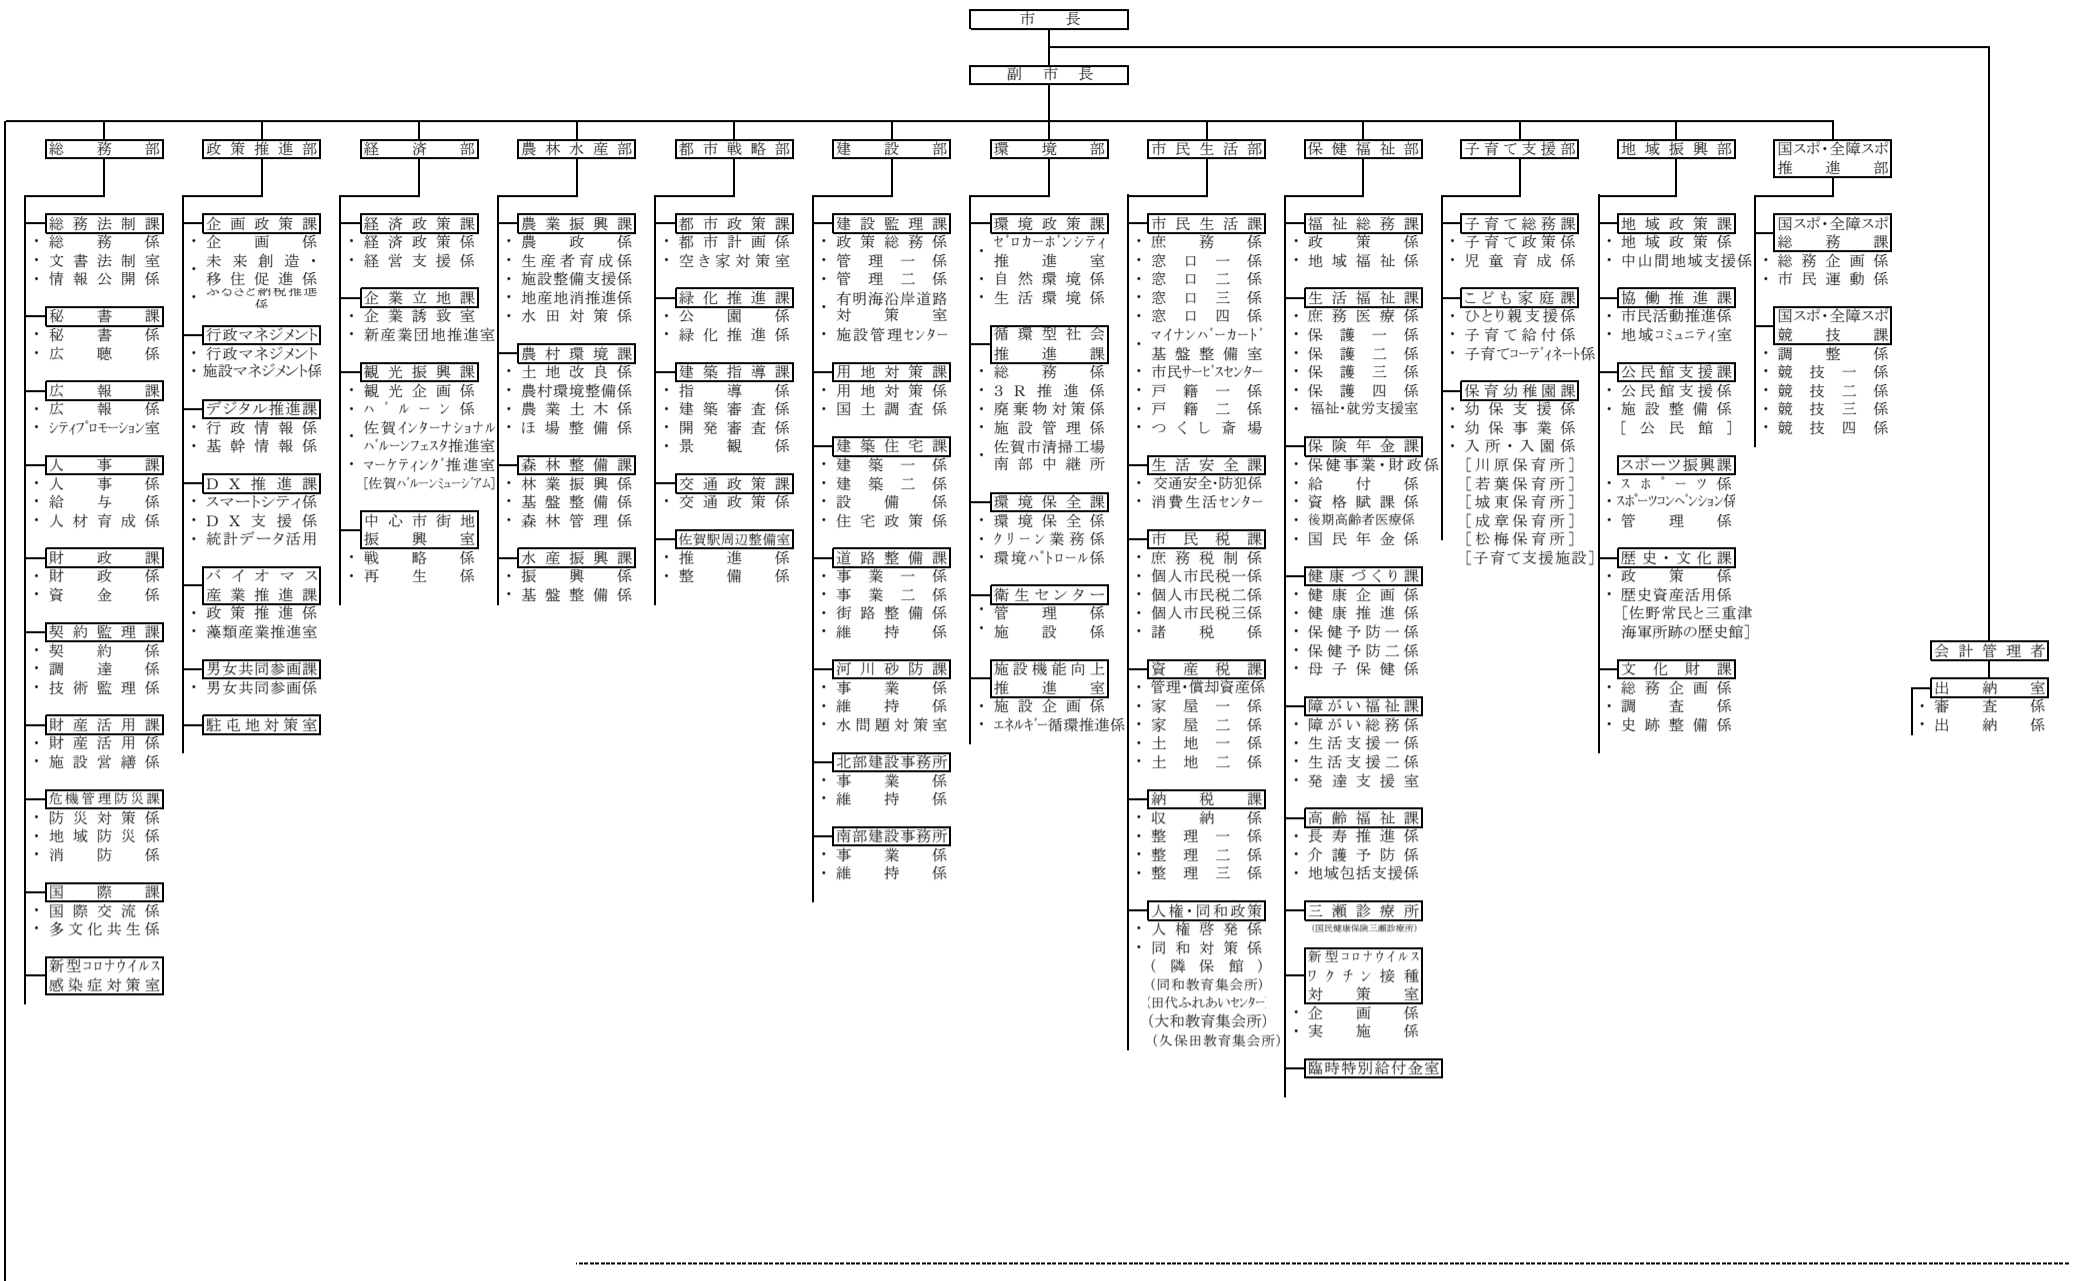 市長
副市長
総務部
総務法制課
・総務係
・文書法制室
・情報公開係
秘書課
・秘書係
・広聴係
広報課
・広報係
・シティプロモーション室
人事課
・人事係
・給与係
・人材育成係
財政課
・財政係
・資金係
契約監理課
・契約係
・調達係
・技術監理係
財産活用課
・財産活用係
・施設営繕係
危機管理防災課
・防災対策係
・地域防災係
・消防係
国際課
・国際交流係
・多文化共生係
新型コロナウイルス
感染症対策室
政策推進部
企画政策課
・企画係
・未来創造・
移住促進係
・ふるさと納税推進
係
行政マネジメント
・行政マネジメント
・施設マネジメント係
デジタル推進課
・行政情報係
・基幹情報係
DX推進課
・スマートシティ係
・DX支援係
・統計データ活用
バイオマス
産業推進課
・政策推進係
・藻類産業推進室
男女共同参画課
・男女共同参画係
駐屯地対策室
経済部
経済政策課
・経済政策係
・経営支援係
企業立地課
・企業誘致室
・新産業団地推進室
観光振興課
・観光企画係
・バルーン係
・佐賀インターナショナル
バルーンフェスタ推進室
・マーケティング推進室
[佐賀バルーンミュージアム]
中心市街地
振興室
・戦略係
・再生係
農林水産部
農業振興課
・農政係
・生産者育成係
・施設整備支援係
・地産地消推進係
・水田対策係
農村環境課
・土地改良係
・農村環境整備係
・農業土木係
・ほ場整備係
森林整備課
・林業振興係
・基盤整備係
・森林管理係
水産振興課
・振興係
・基盤整備係
都市戦略部
都市政策課
・都市計画係
・空き家対策室
緑化推進課
・公園係
・緑化推進係
建築指導課
・指導係
・建築審査係
・開発審査係
・景観係
交通政策課
・交通政策係
佐賀駅周辺整備室
・推進係
・整備係
建設部
建設監理課
・政策総務係
・管理一係
・管理二係
・有明海沿岸道路
対策室
・施設管理センター
用地対策課
・用地対策係
・国土調査係
建築住宅課
・建築一係
・建築二係
・設備係
・住宅政策係
道路整備課
・事業一係
・事業二係
・街路整備係
・維持係
河川砂防課
・事業係
・維持係
・水問題対策室
北部建設事務所
・事業係
・維持係
南部建設事務所
・事業係
・維持係
環境部
環境政策課
・ゼロカーボンシティ
推進室
・自然環境係
・生活環境係
循環型社会
推進課
・総務係
・3R推進係
・廃棄物対策係
・施設管理係
・佐賀市清掃工場
南部中継所
環境保全課
・環境保全係
・クリーン業務係
・環境パトロール係
衛生センター
・管理係
・施設係
施設機能向上
推進室
・施設企画係
・エネルギー循環推進係
市民生活部
市民生活課
・庶務係
・窓口一係
・窓口二係
・窓口三係
・窓口四係
・マイナンバーカード
基盤整備室
・市民サービスセンター
・戸籍一係
・戸籍二係
・つくし斎場
生活安全課
・交通安全・防犯係
・消費生活センター
市民税課
・庶務税制係
・個人市民税一係
・個人市民税二係
・個人市民税三係
・諸税係
資産税課
・管理・償却資産係
・家屋一係
・家屋二係
・土地一係
・土地二係
納税課
・収納係
・整理一係
・整理二係
・整理三係
人権・同和政策
・人権啓発係
・同和対策係
(隣保館)
(同和教育集会所)
(田代ふれあいセンター
(大和教育集会所)
(久保田教育集会所)
保健福祉部
福祉総務課
・政策係
・地域福祉係
生活福祉課
・庶務医療係
・保護一係
・保護二係
・保護三係
・保護四係
・福祉・就労支援室
保険年金課
・保健事業・財政係
・給付係
・資格賦課係
・後期高齢者医療係
・国民年金係
健康づくり課
・健康企画係
・健康推進係
・保健予防一係
・保健予防二係
・母子保健係
障がい福祉課
・障がい総務係
・生活支援一係
・生活支援二係
・発達支援室
高齢福祉課
・長寿推進係
・介護予防係
・地域包括支援係
三瀬診療所
(国民健康保険三瀬診療所)
新型コロナウイルス
ワクチン接種
対策室
・企画係
・実施係
臨時特別給付金室
子育て支援部
子育て総務課
・子育て政策係
・児童育成係
こども家庭課
・ひとり親支援係
・子育て給付係
・子育てコーディネート係
保育幼稚園課
・幼保支援係
・幼保事業係
・入所・入園係
[川原保育所]
[若葉保育所]
[城東保育所]
[成章保育所]
[松梅保育所]
[子育て支援施設]
地域振興部
地域政策課
・地域政策係
・中山間地域支援係
協働推進課
・市民活動推進係
・地域コミュニティ室
公民館支援課
・公民館支援係
・施設整備係
[公民館]
スポーツ振興課
・スポーツ係
・スポーツコンベンション係
・管理係
歴史・文化課
・政策係
・歴史資産活用係
[佐野常民と三重津
海軍所跡の歴史館]
文化財課
・総務企画係
・調査係
・史跡整備係
国スポ・全障スポ
推進部
国スポ・全障スポ
総務課
・総務企画係
・市民運動係
国スポ・全障スポ
競技課
・調整係
・競技一係
・競技二係
・競技三係
・競技四係
会計管理者
出納室
・審査係
・出納係